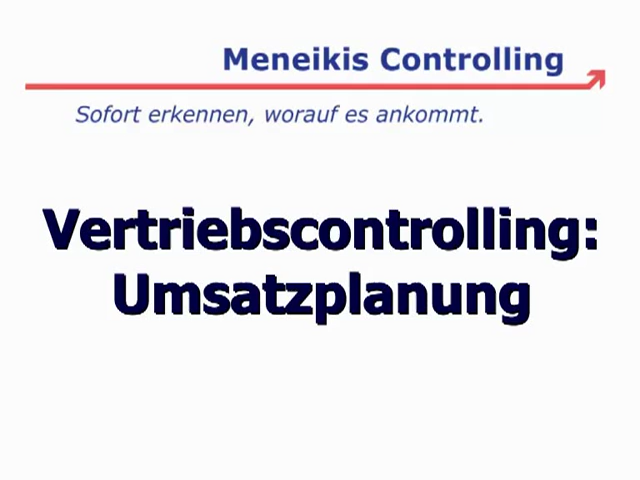 Meneikis Controlling
Sofort erkennen, worauf es ankommt.
Vertriebscontrolling:
Umsatzplanung